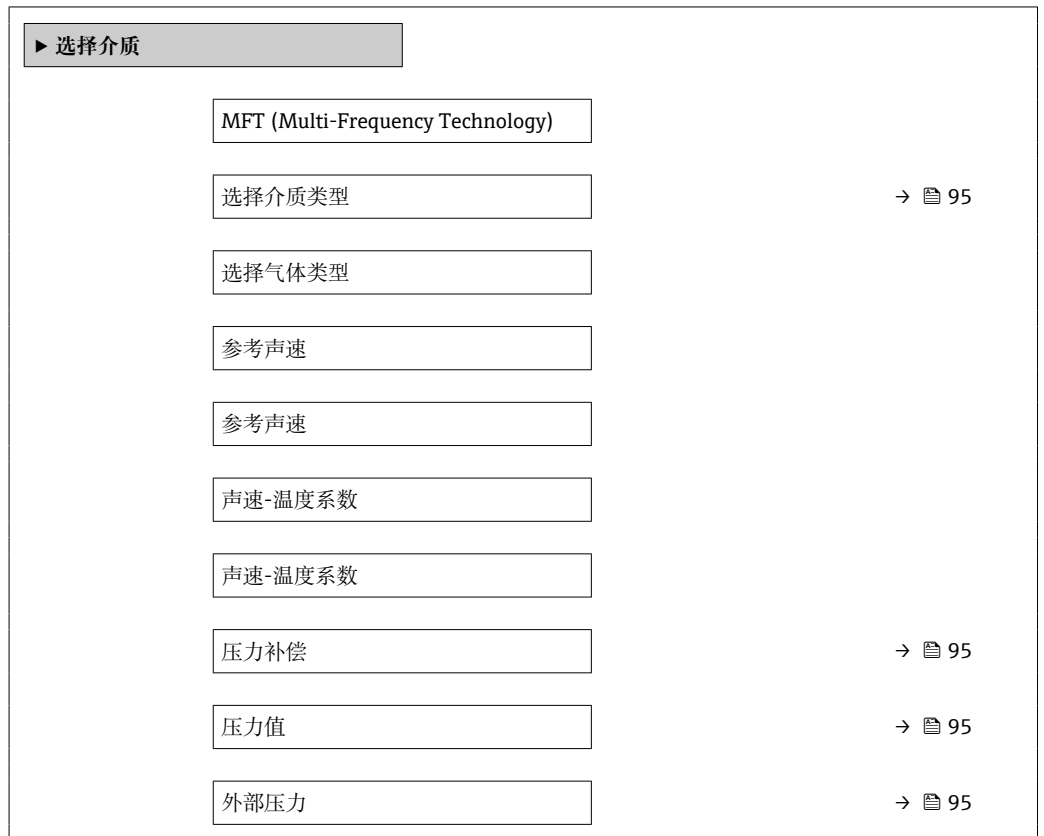 ▶ 选择介质
MFT (Multi-Frequency Technology)
选择介质类型 → 95
选择气体类型
参考声速
参考声速
声速-温度系数
声速-温度系数
压力补偿 → 95
压力值 → 95
外部压力 → 95